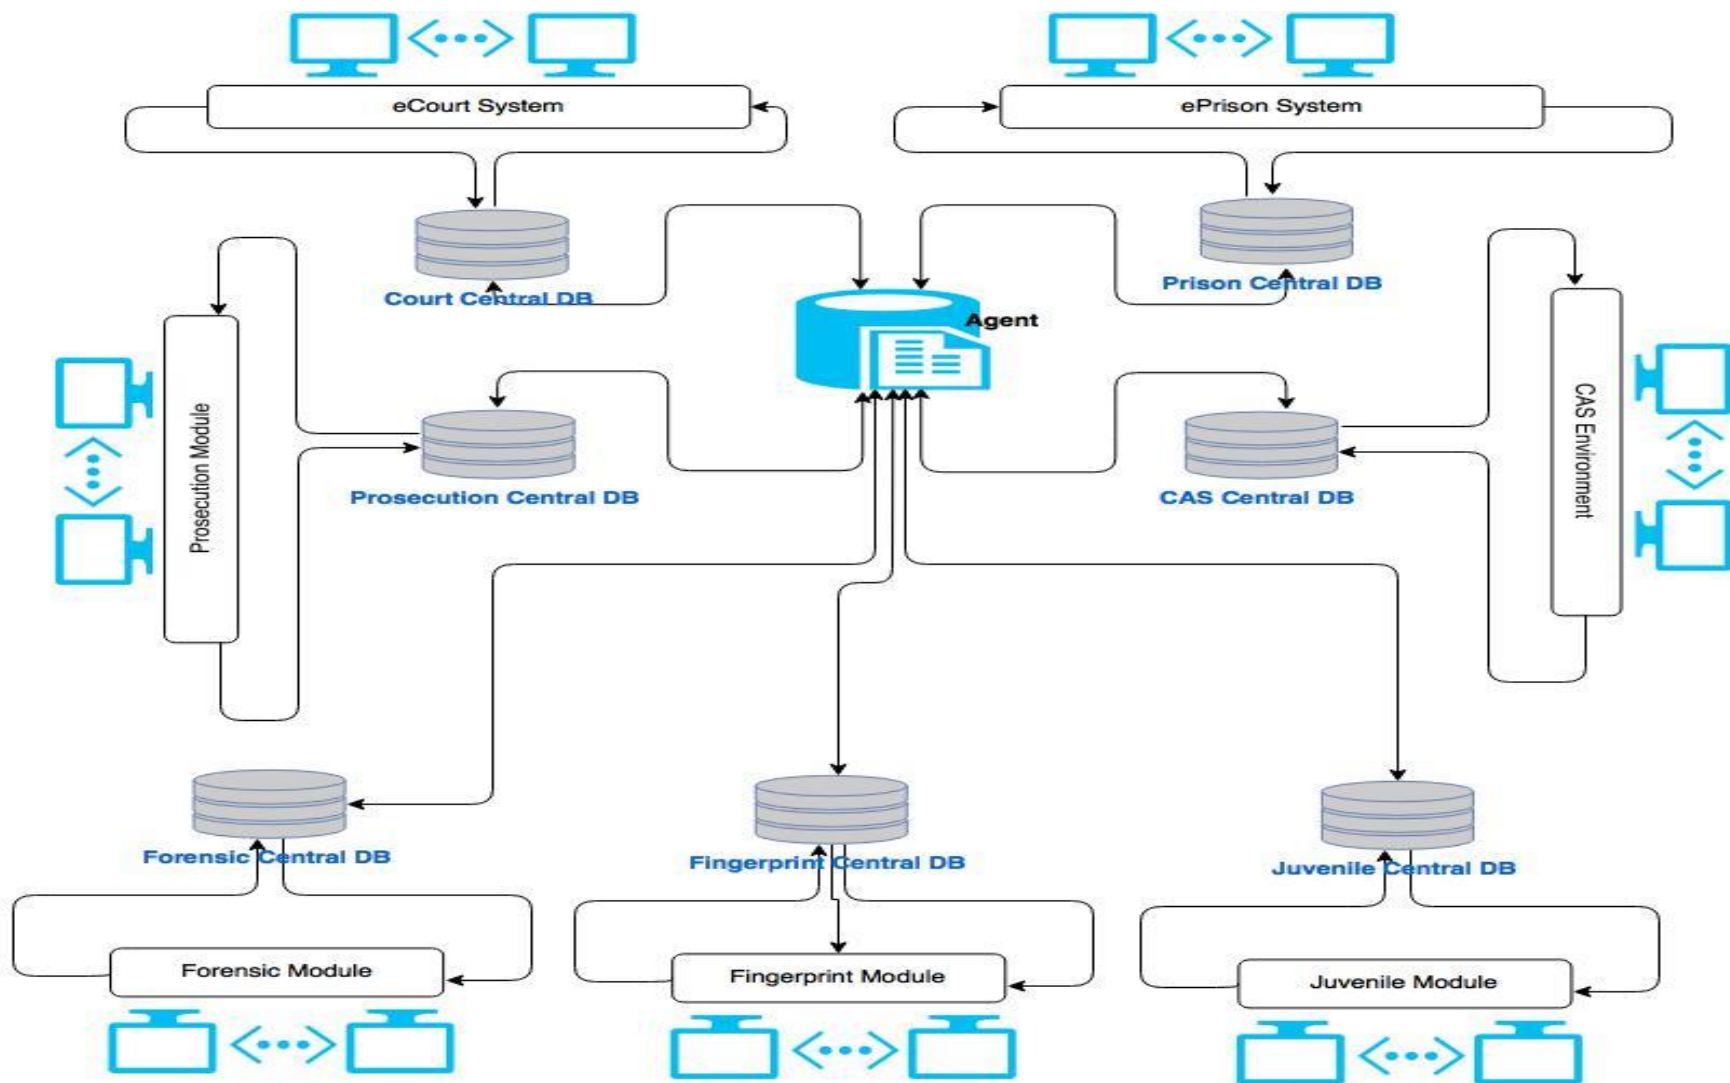 eCourt System
ePrison System
Court Central DB
Prison Central DB
Agent
Prosecution Module
CAS Environment
Prosecution Central DB
CAS Central DB
Forensic Central DB
Fingerprint Central DB
Juvenile Central DB
Forensic Module
Fingerprint Module
Juvenile Module